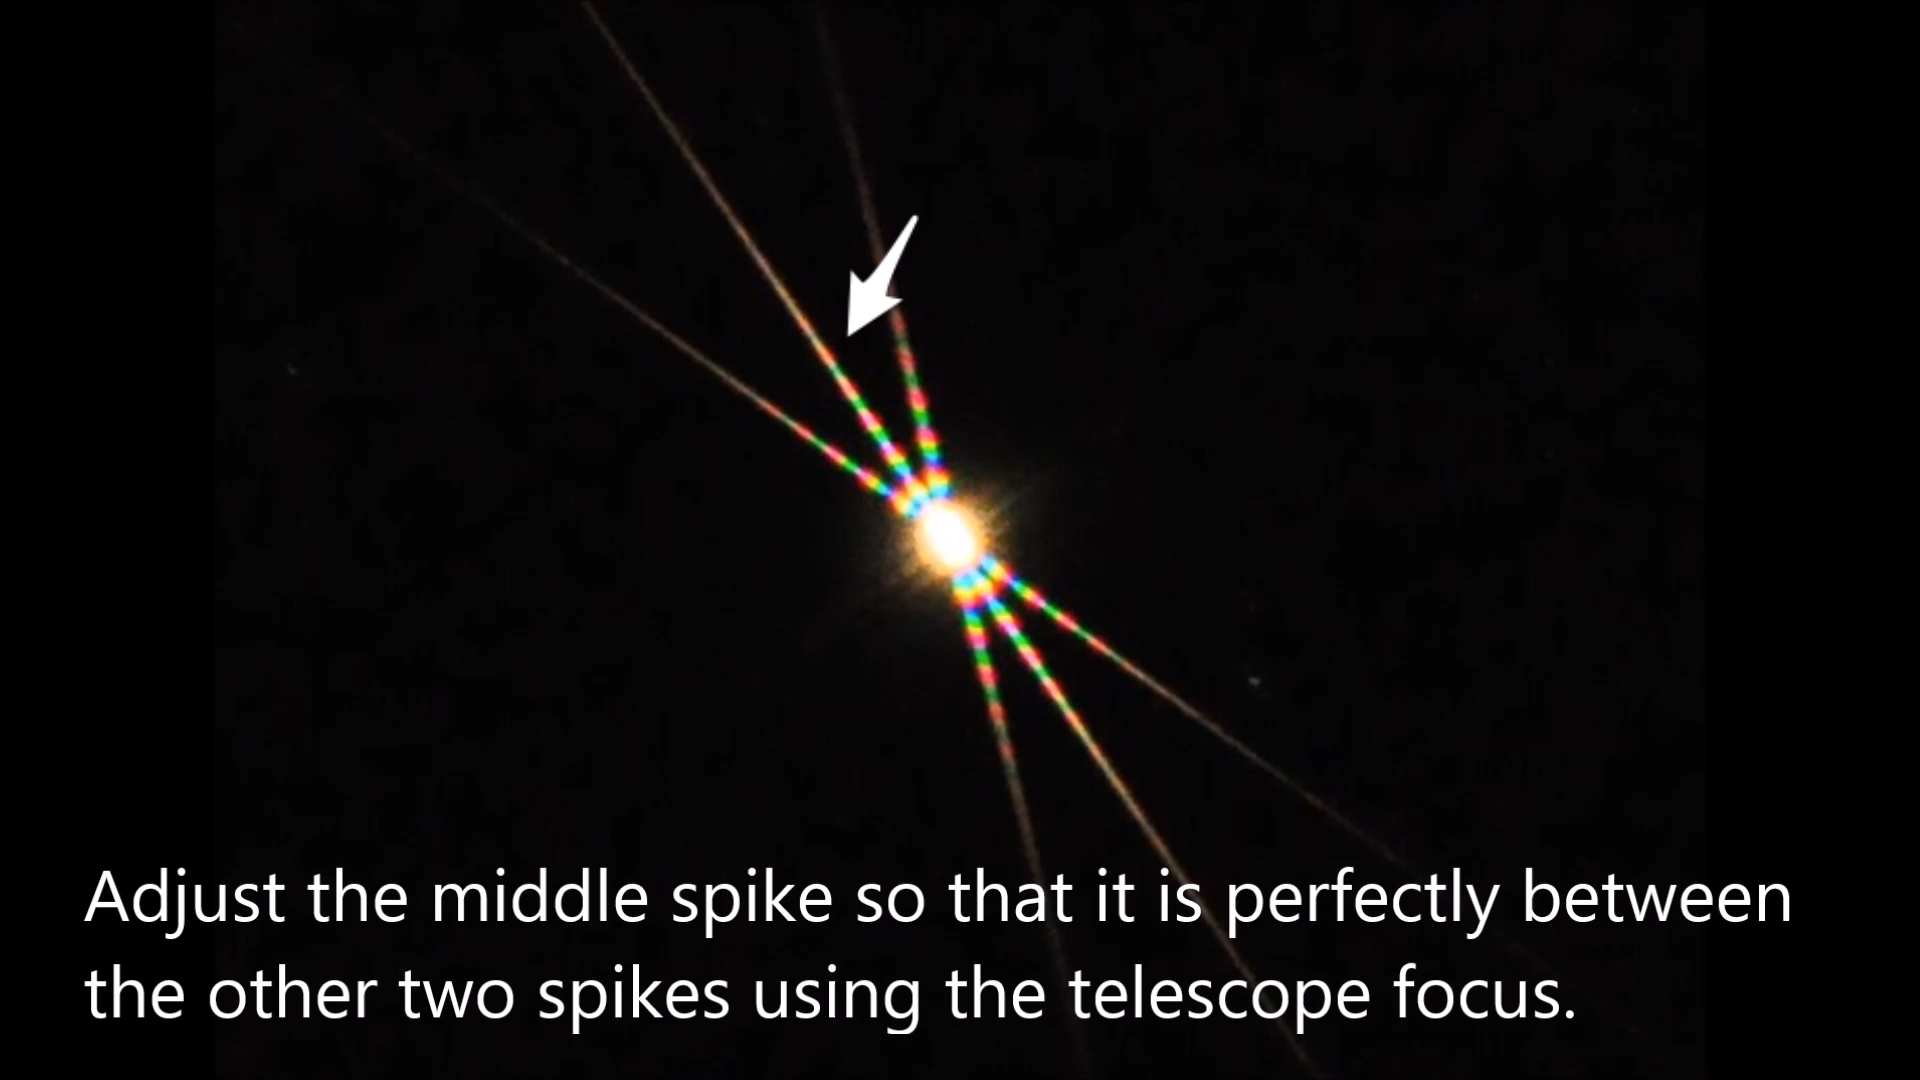 Adjust the middle spike so that it is perfectly between
the other two spikes using the telescope focus.